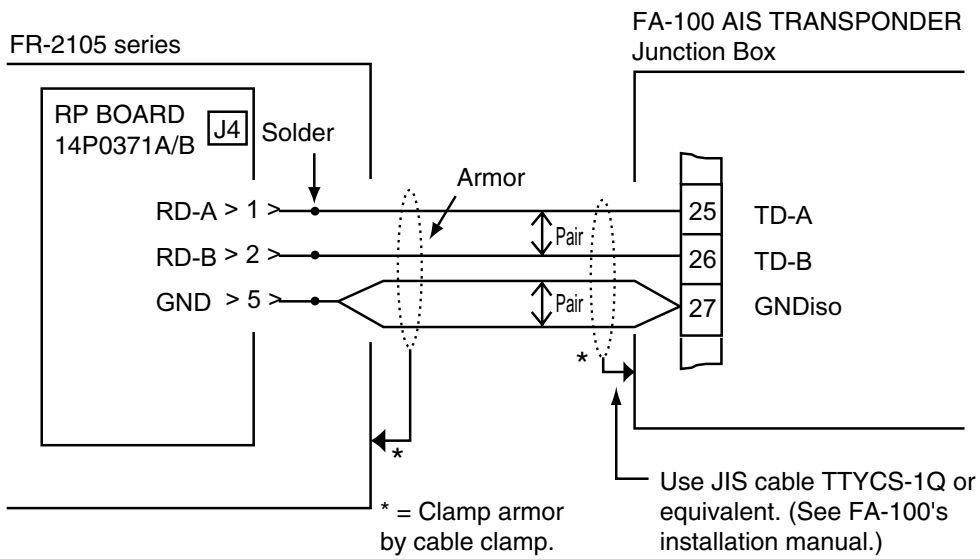 FR-2105 series
FA-100 AIS TRANSPONDER
Junction Box
RP BOARD
14P0371A/B
J4
Solder
Armor
RD-A > 1 >
Pair
25
TD-A
RD-B > 2 >
26
TD-B
GND > 5 >
Pair
27
GNDiso
*
*
* = Clamp armor
by cable clamp.
Use JIS cable TTYCS-1Q or
equivalent. (See FA-100's
installation manual.)